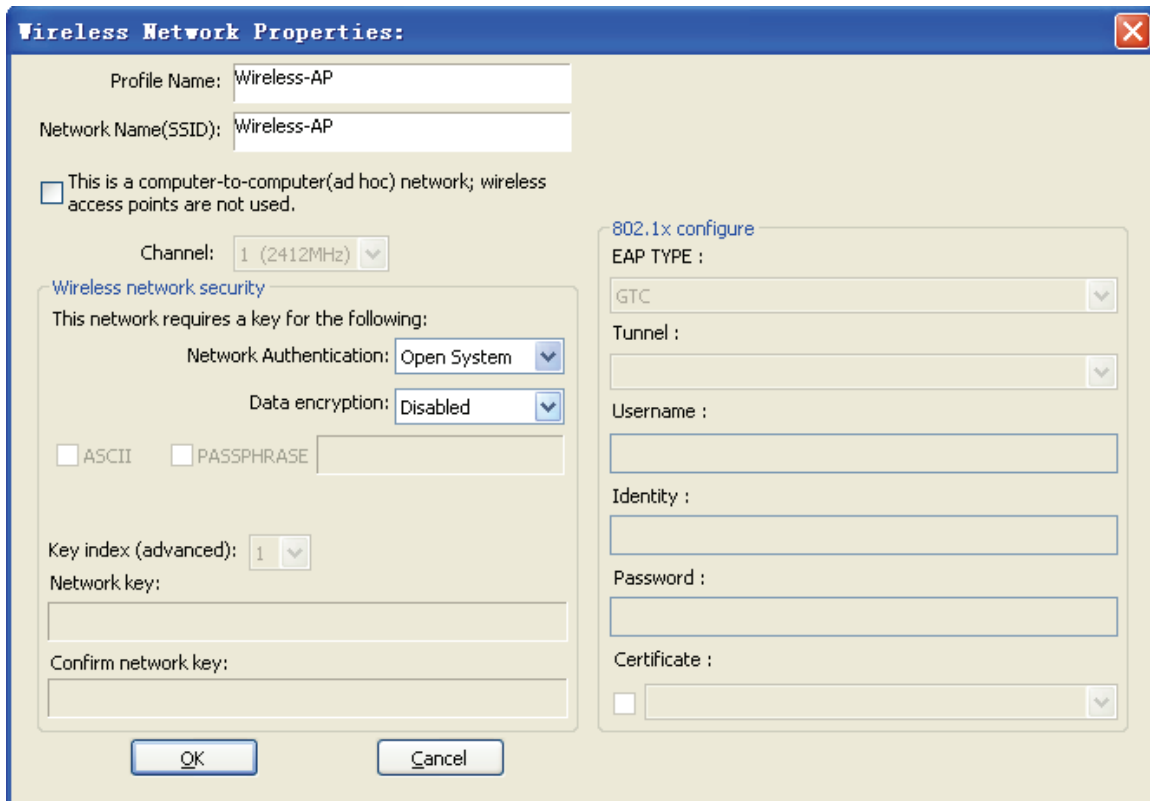 Wireless Network Properties:
Profile Name: Wireless-AP
Network Name(SSID): Wireless-AP
This is a computer-to-computer(ad hoc) network; wireless
access points are not used.
Channel: 1 (2412MHz)
Wireless network security
This network requires a key for the following:
Network Authentication: Open System
Data encryption: Disabled
ASCII PASSPHRASE
Key index (advanced): 1
Network key:
Confirm network key:
802.1x configure
EAP TYPE :
GTC
Tunnel :
Username :
Identity :
Password :
Certificate :
OK Cancel